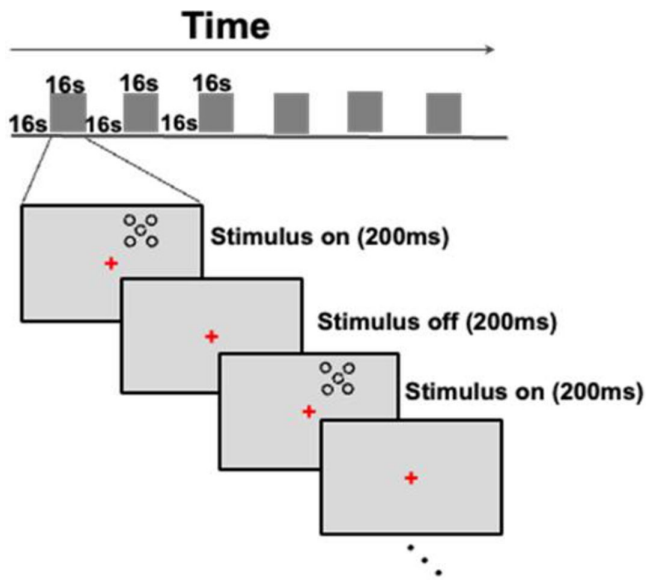 Time
16s 16s 16s
16s 16s 16s
Stimulus on (200ms)
Stimulus off (200ms)
Stimulus on (200ms)